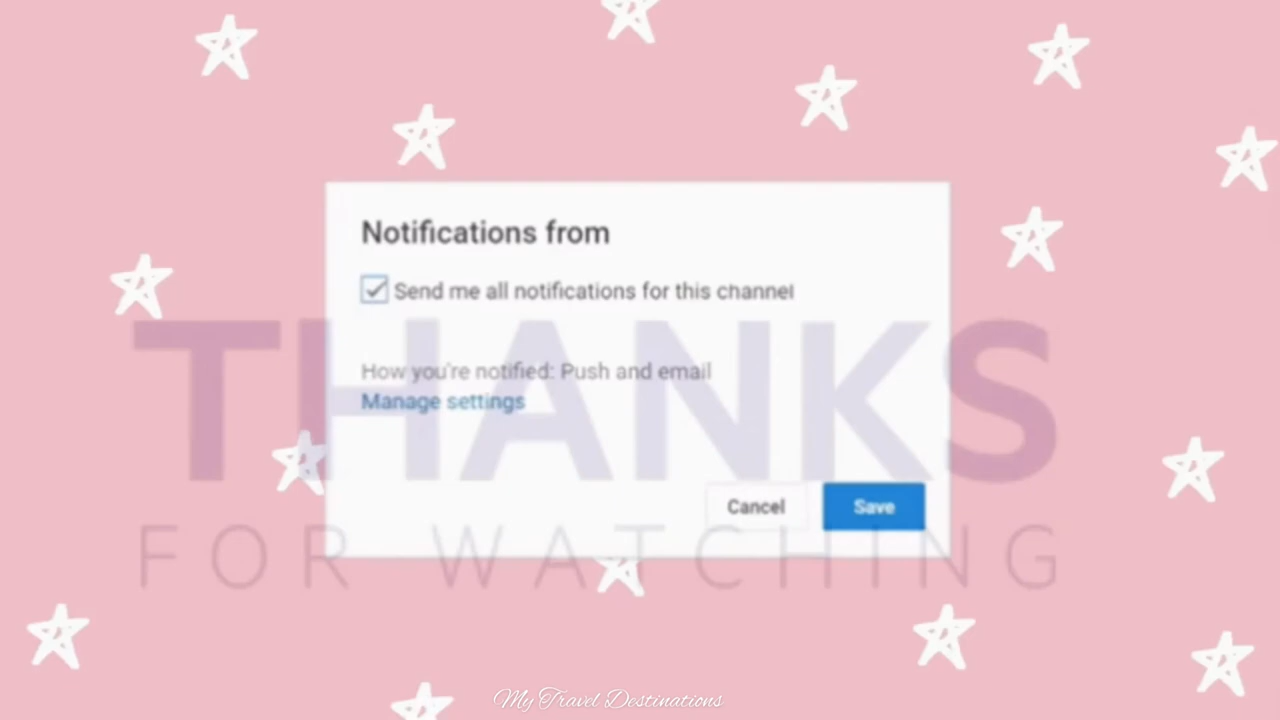 Notifications from
Send me all notifications for this channel
THANKS
How you're notified: Push and email
Manage settings
Cancel
Save
FOR WATCHING
My Travel Destinations